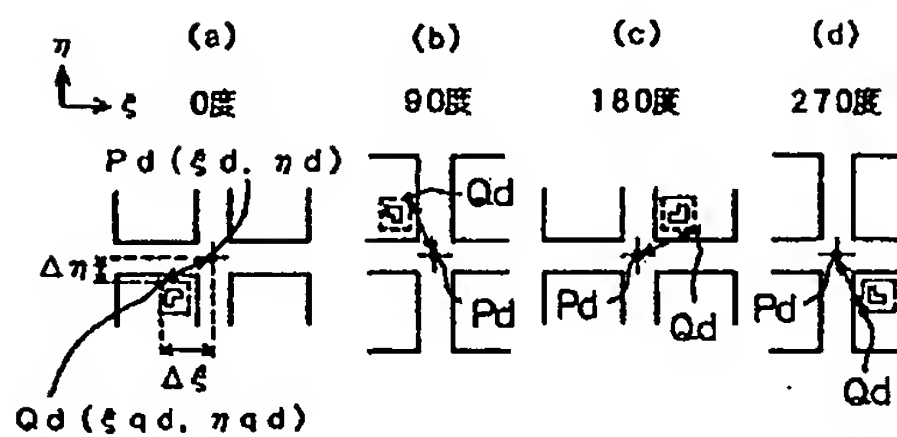 (a) (b) (c) (d)
η
ξ 0度 90度 180度 270度
Pd(ξd, ηd)
Qd Qd
Δη
Pd Pd Qd Pd
Δξ
Qd(ξqd, ηqd) Qd